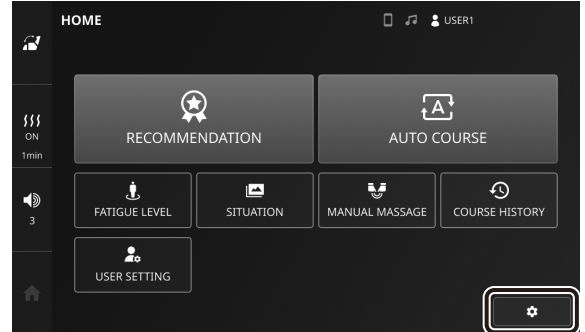 HOME
USER1
ON
1min
3
RECOMMENDATION
AUTO COURSE
FATIGUE LEVEL
SITUATION
MANUAL MASSAGE
COURSE HISTORY
USER SETTING